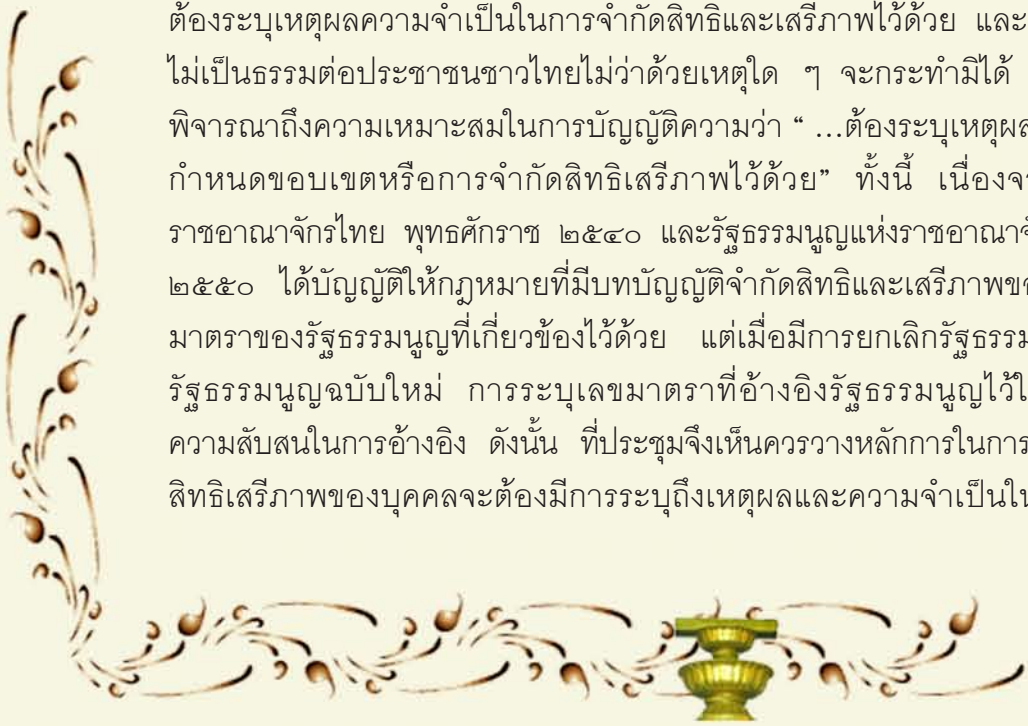 ต้องระบุเหตุผลความจำเป็นในการจำกัดสิทธิและเสรีภาพไว้ด้วย และ
ไม่เป็นธรรมต่อประชาชนชาวไทยไม่ว่าด้วยเหตุใด ๆ จะกระทำมิได้
พิจารณาถึงความเหมาะสมในการบัญญัติความว่า “ ...ต้องระบุเหตุผล
กำหนดขอบเขตหรือการจำกัดสิทธิเสรีภาพไว้ด้วย” ทั้งนี้ เนื่องจา
ราชอาณาจักรไทย พุทธศักราช ๒๕๔๐ และรัฐธรรมนูญแห่งราชอาณาจั
๒๕๕๐ ได้บัญญัติให้กฎหมายที่มีบทบัญญัติจำกัดสิทธิและเสรีภาพขอ
มาตราของรัฐธรรมนูญที่เกี่ยวข้องไว้ด้วย แต่เมื่อมีการยกเลิกรัฐธรรม
รัฐธรรมนูญฉบับใหม่ การระบุเลขมาตราที่อ้างอิงรัฐธรรมนูญไว้ใ
ความสับสนในการอ้างอิง ดังนั้น ที่ประชุมจึงเห็นควรวางหลักการในการ
สิทธิเสรีภาพของบุคคลจะต้องมีการระบุถึงเหตุผลและความจำเป็นใน